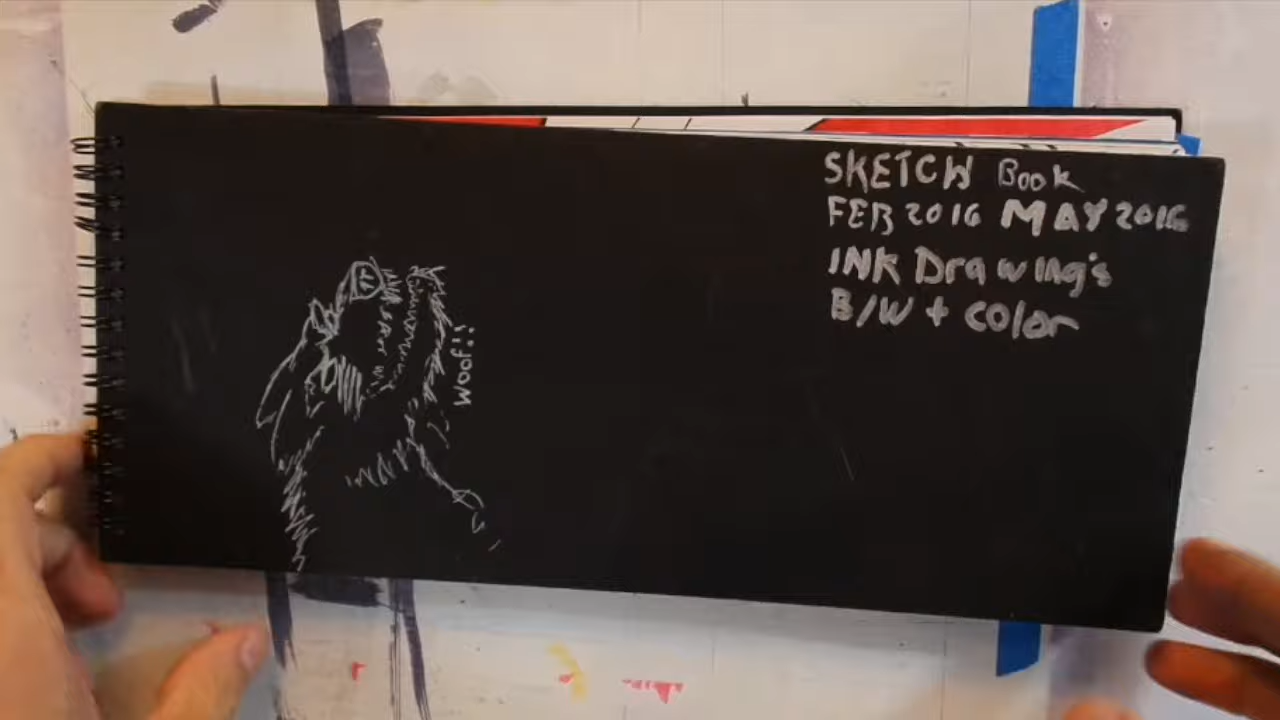 SKETCH Book
FEB 2016 MAY 2016
INK Drawing's
B/W + Color
Woof!!